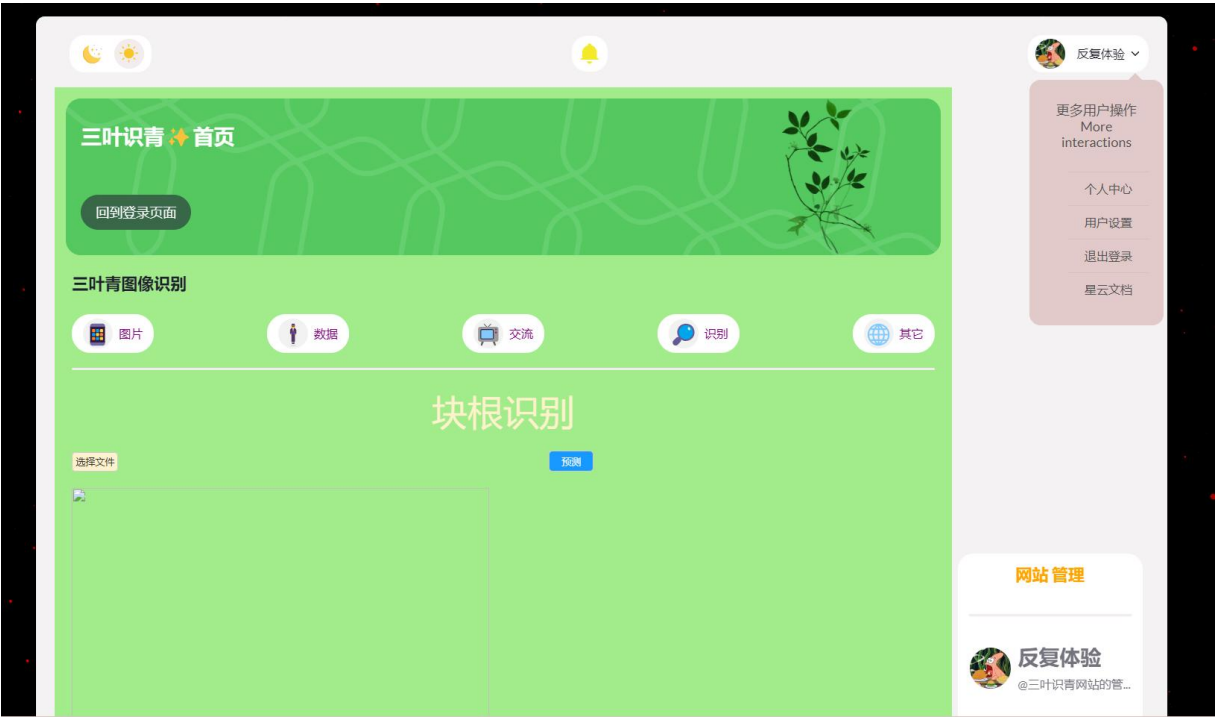 反复体验
更多用户操作
More
interactions
个人中心
用户设置
退出登录
星云文档
三叶识青✨首页
回到登录页面
三叶青图像识别
图片
数据
交流
识别
其它
块根识别
选择文件
预测
网站 管理
反复体验
@三叶识青网站的管...